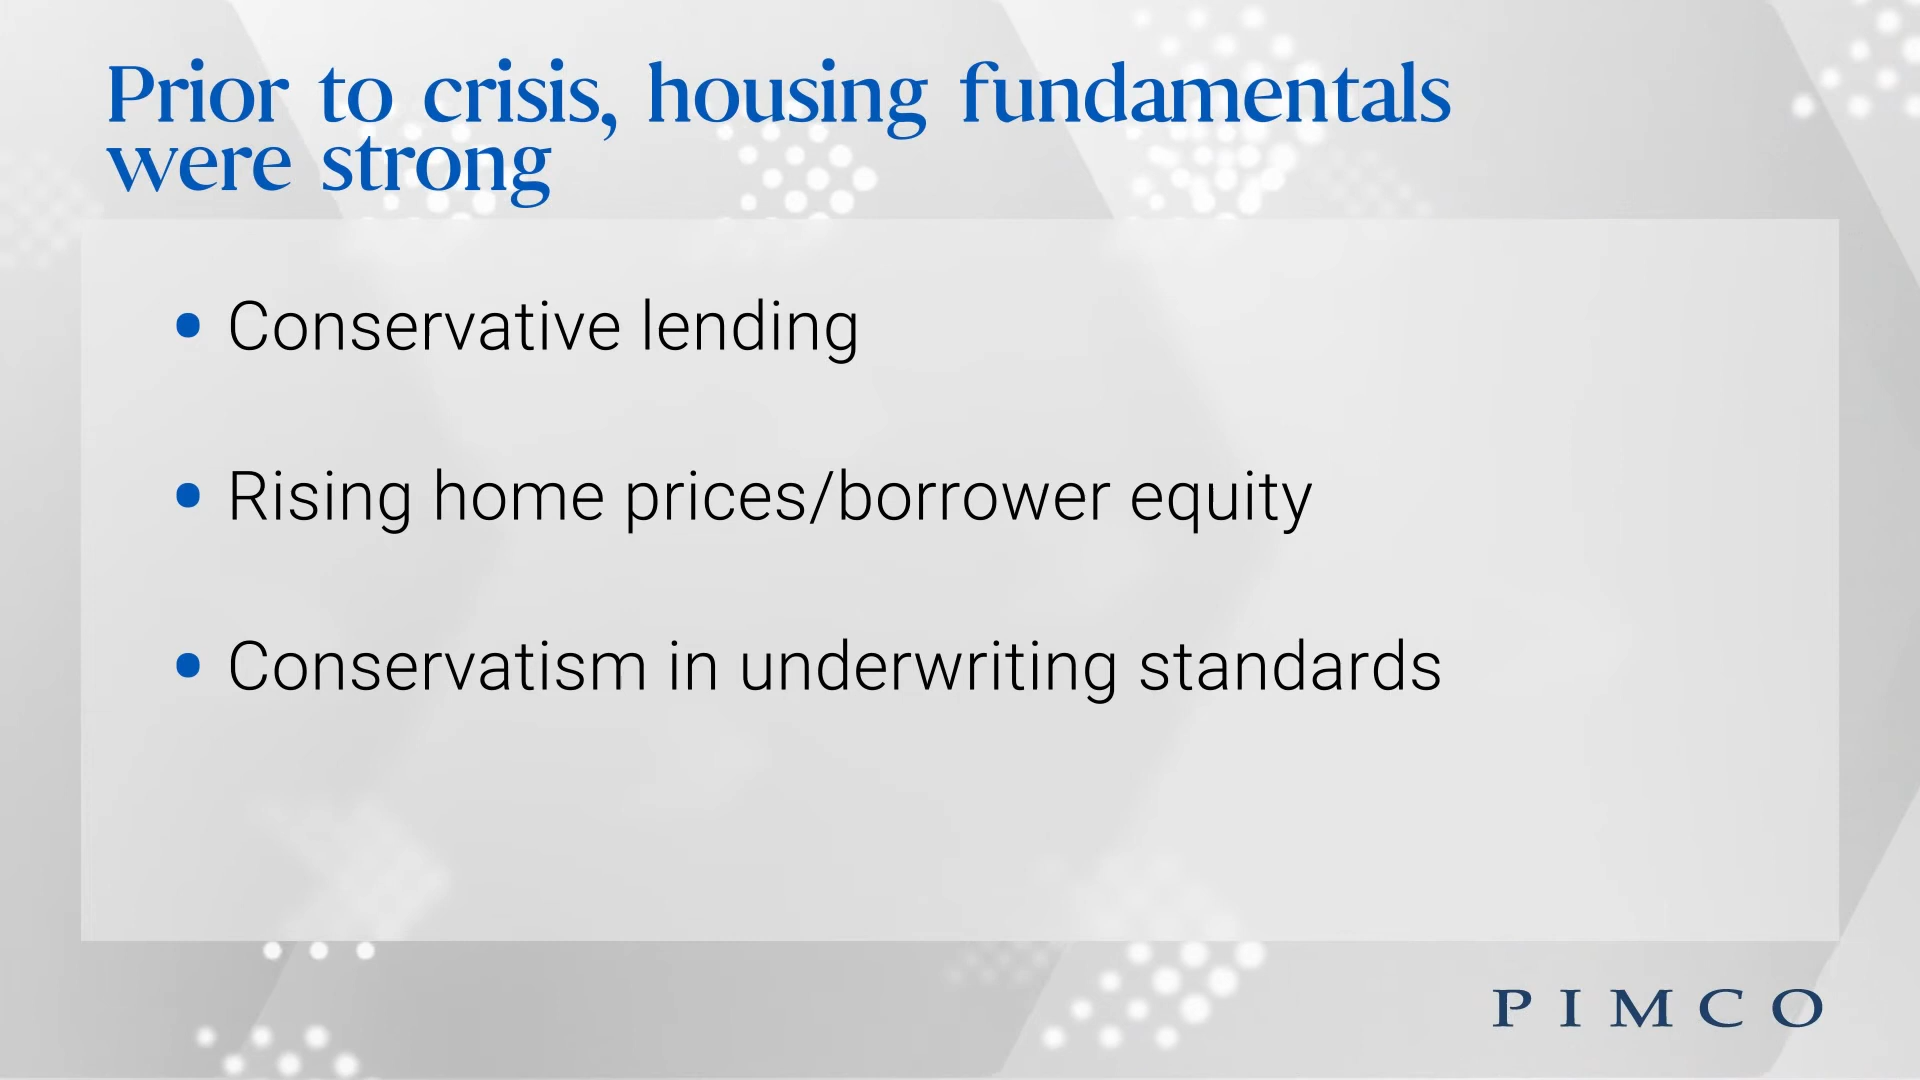 Prior to crisis, housing fundamentals
were strong
• Conservative lending
• Rising home prices/borrower equity
• Conservatism in underwriting standards
PIMCO